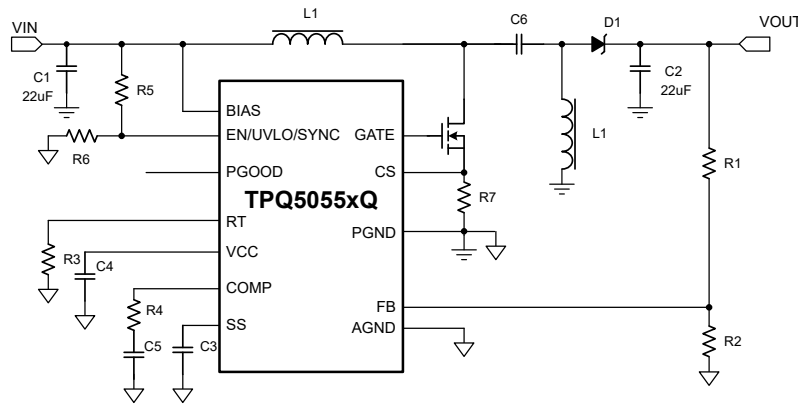 L1
C6
D1
VIN
VOUT
C1
22uF
R5
C2
22uF
BIAS
R6
EN/UVLO/SYNC
GATE
L1
R1
PGOOD
CS
TPQ5055xQ
R7
RT
PGND
R3
C4
VCC
COMP
R4
FB
SS
AGND
C5
C3
R2